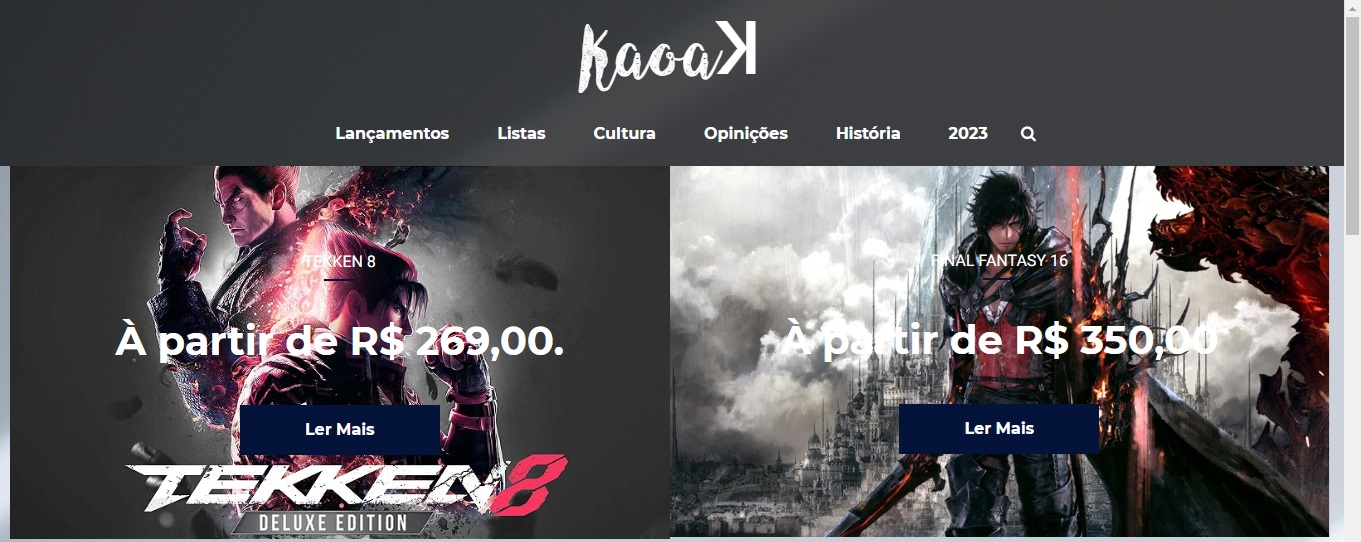 KaoaK
Lançamentos Listas Cultura Opinições História 2023
TEKKEN 8
À partir de R$ 269,00.
Ler Mais
TEKKEN 8
DELUXE EDITION
FINAL FANTASY 16
À partir de R$ 350,00
Ler Mais